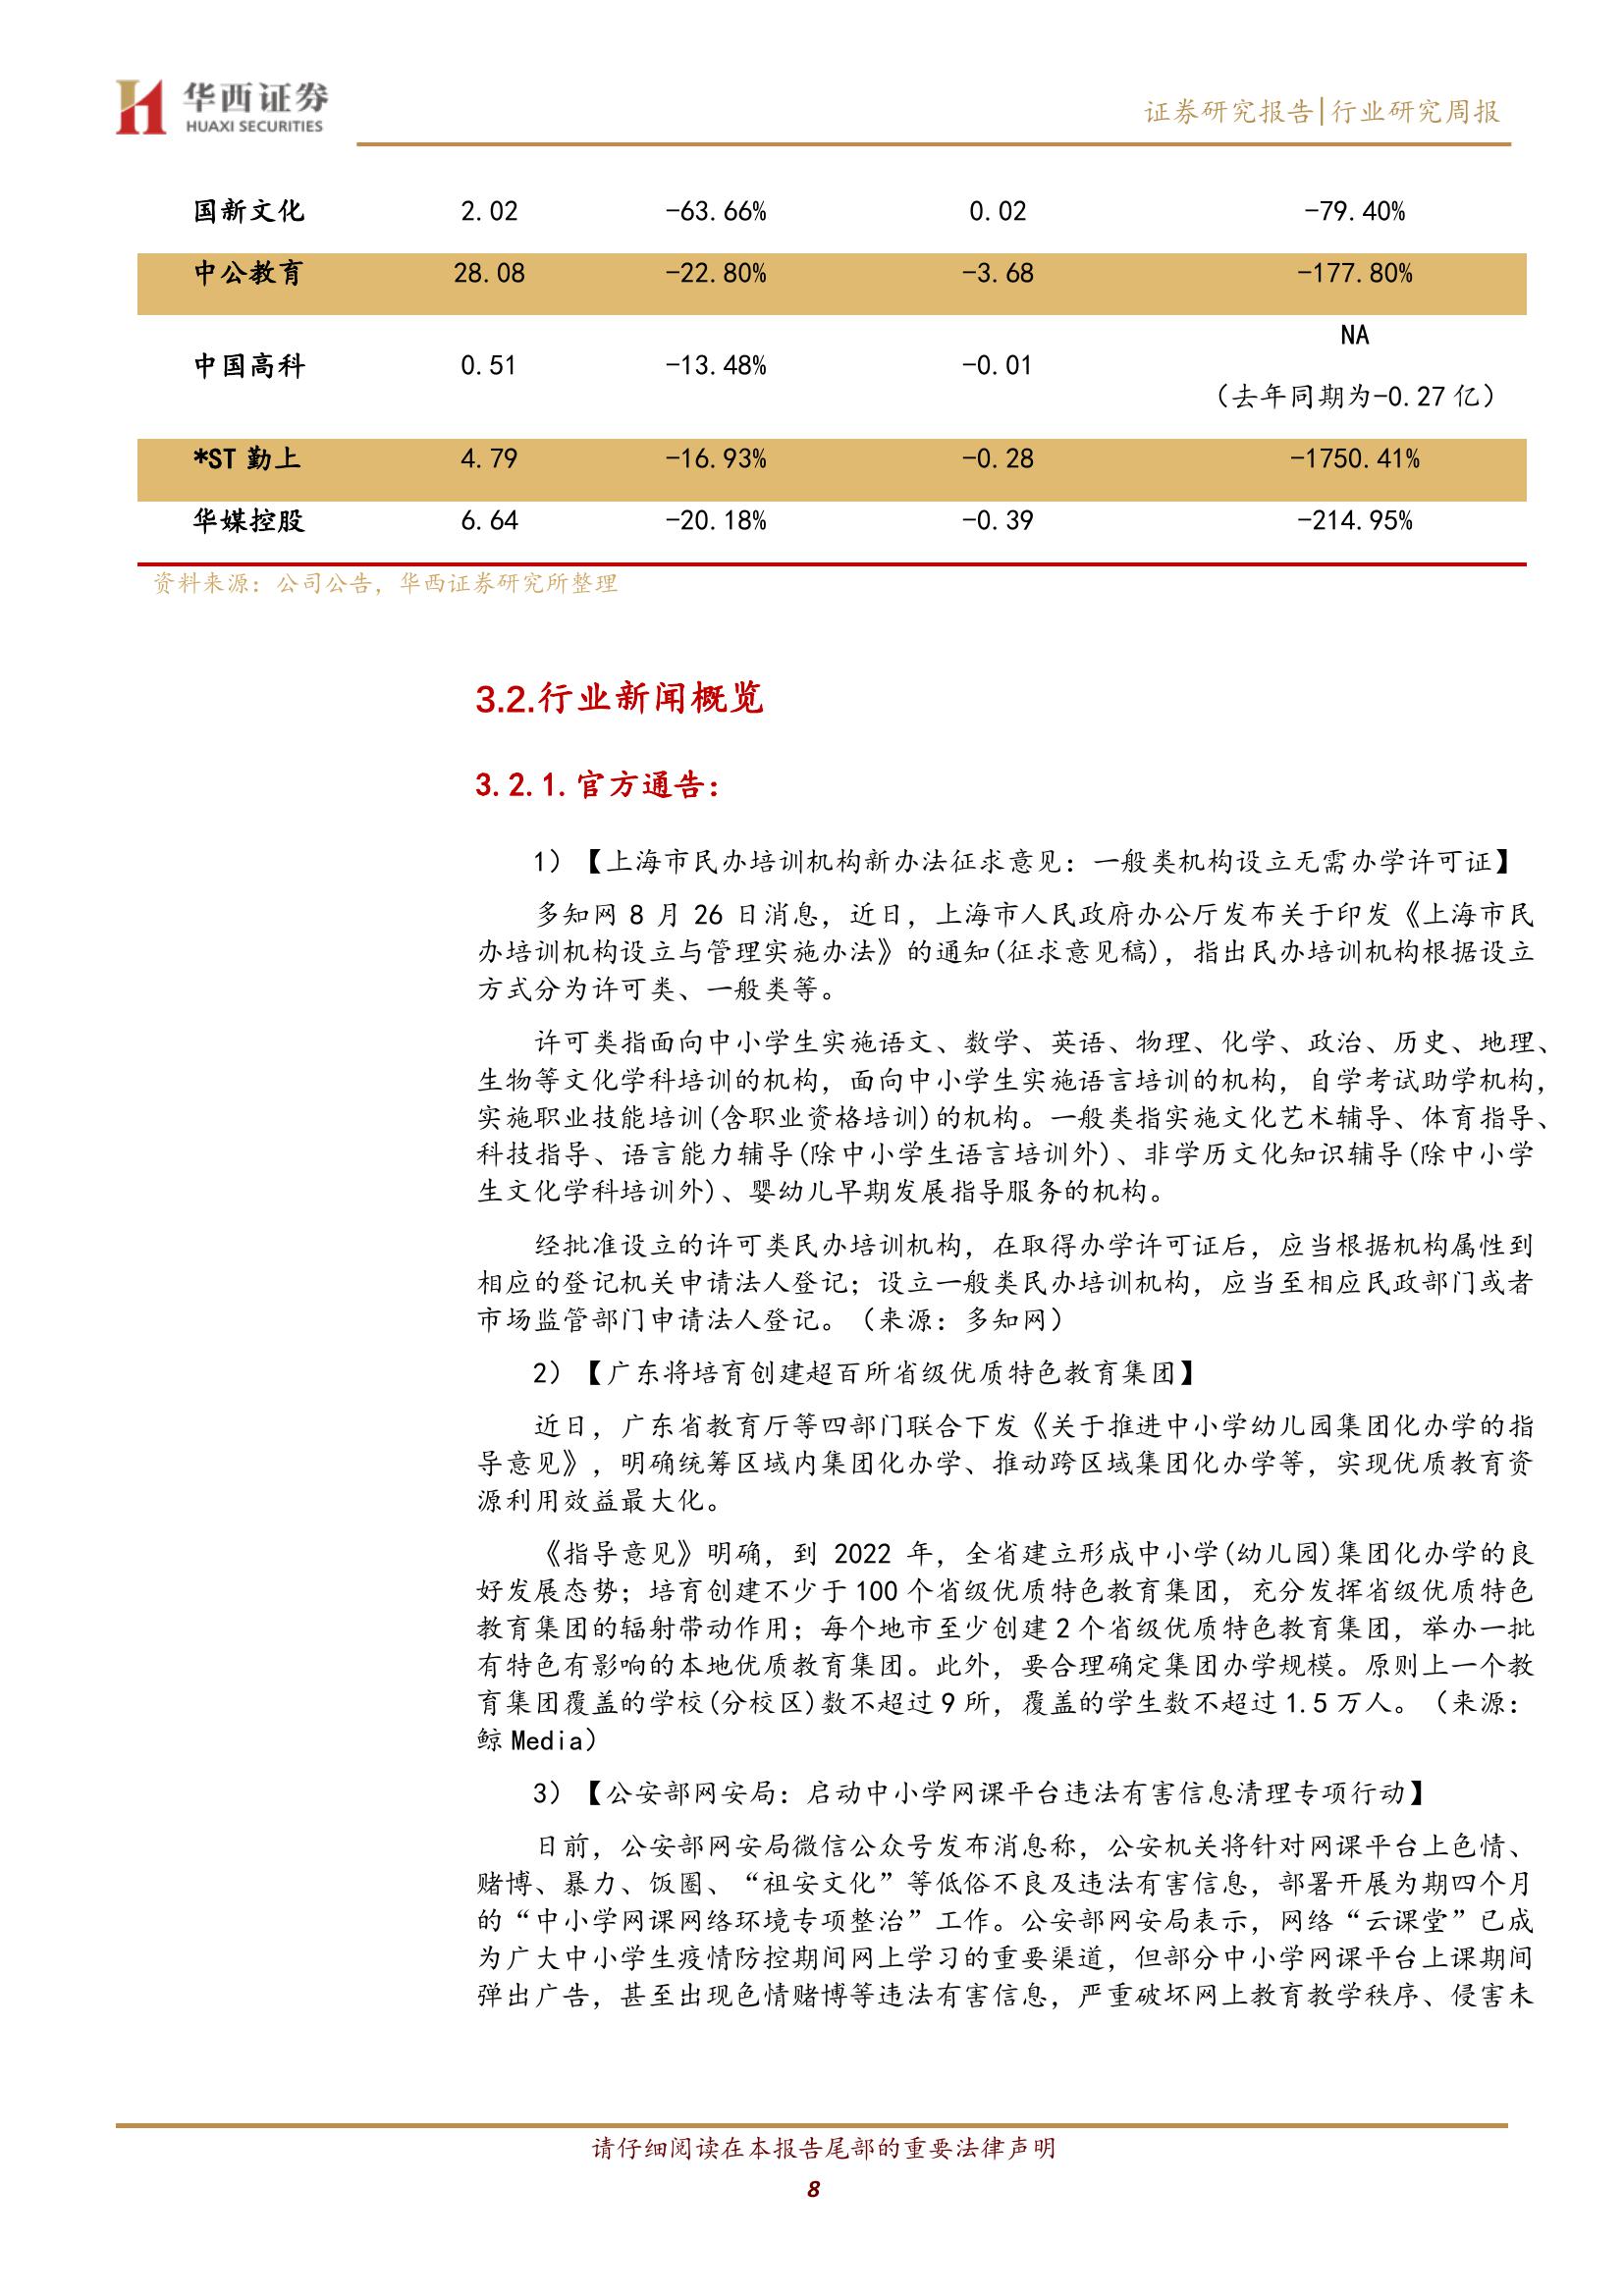 华西证券
HUAXI SECURITIES
证券研究报告|行业研究周报
国新文化 2.02 -63.66% 0.02 -79.40%
中公教育 28.08 -22.80% -3.68 -177.80%
中国高科 0.51 -13.48% -0.01 NA
（去年同期为-0.27 亿）
*ST 勤上 4.79 -16.93% -0.28 -1750.41%
华媒控股 6.64 -20.18% -0.39 -214.95%
资料来源：公司公告，华西证券研究所整理
3.2.行业新闻概览
3.2.1.官方通告：
1）【上海市民办培训机构新办法征求意见：一般类机构设立无需办学许可证】
多知网 8 月 26 日消息，近日，上海市人民政府办公厅发布关于印发《上海市民
办培训机构设立与管理实施办法》的通知(征求意见稿)，指出民办培训机构根据设立
方式分为许可类、一般类等。
许可类指面向中小学生实施语文、数学、英语、物理、化学、政治、历史、地理、
生物等文化学科培训的机构，面向中小学生实施语言培训的机构，自学考试助学机构，
实施职业技能培训(含职业资格培训)的机构。一般类指实施文化艺术辅导、体育指导、
科技指导、语言能力辅导(除中小学生语言培训外)、非学历文化知识辅导(除中小学
生文化学科培训外)、婴幼儿早期发展指导服务的机构。
经批准设立的许可类民办培训机构，在取得办学许可证后，应当根据机构属性到
相应的登记机关申请法人登记；设立一般类民办培训机构，应当至相应民政部门或者
市场监管部门申请法人登记。（来源：多知网）
2）【广东将培育创建超百所省级优质特色教育集团】
近日，广东省教育厅等四部门联合下发《关于推进中小学幼儿园集团化办学的指
导意见》，明确统筹区域内集团化办学、推动跨区域集团化办学等，实现优质教育资
源利用效益最大化。
《指导意见》明确，到 2022 年，全省建立形成中小学(幼儿园)集团化办学的良
好发展态势；培育创建不少于 100 个省级优质特色教育集团，充分发挥省级优质特色
教育集团的辐射带动作用；每个地市至少创建 2 个省级优质特色教育集团，举办一批
有特色有影响的本地优质教育集团。此外，要合理确定集团办学规模。原则上一个教
育集团覆盖的学校(分校区)数不超过 9 所，覆盖的学生数不超过 1.5 万人。（来源：
鲸 Media）
3）【公安部网安局：启动中小学网课平台违法有害信息清理专项行动】
日前，公安部网安局微信公众号发布消息称，公安机关将针对网课平台上色情、
赌博、暴力、饭圈、“祖安文化”等低俗不良及违法有害信息，部署开展为期四个月
的“中小学网课网络环境专项整治”工作。公安部网安局表示，网络“云课堂”已成
为广大中小学生疫情防控期间网上学习的重要渠道，但部分中小学网课平台上课期间
弹出广告，甚至出现色情赌博等违法有害信息，严重破坏网上教育教学秩序、侵害未
请仔细阅读在本报告尾部的重要法律声明
8